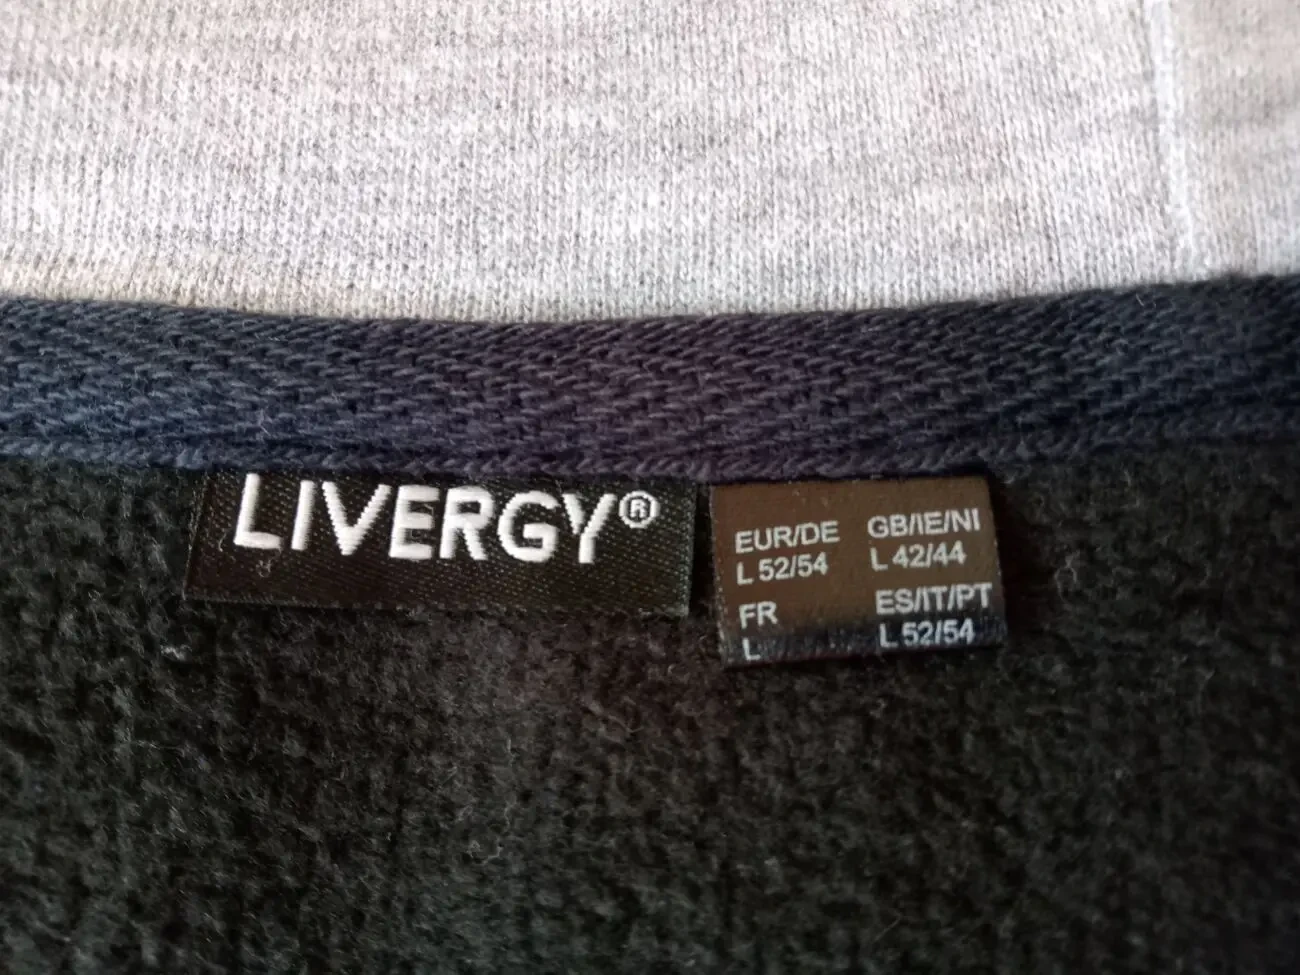 LIVERGY®
EUR/DE GB/IE/NI
L 52/54 L 42/44
FR ES/IT/PT
L L 52/54